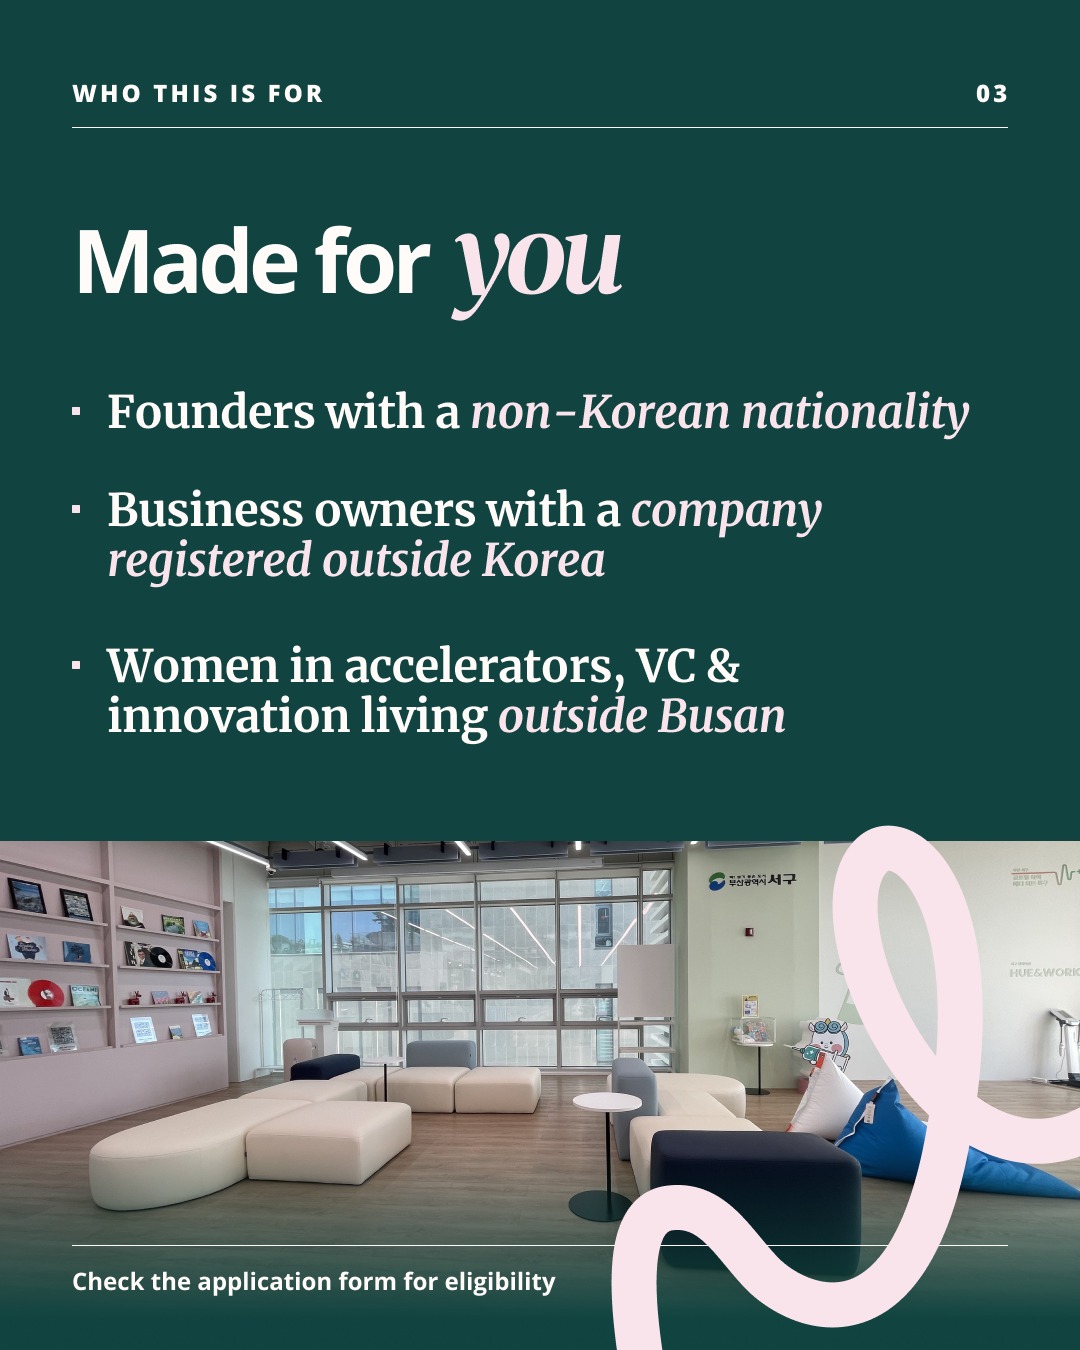 WHO THIS IS FOR
03
Made for you
▪ Founders with a non-Korean nationality
▪ Business owners with a company
registered outside Korea
▪ Women in accelerators, VC &
innovation living outside Busan
부산광역시 서구
HUE&WORK
Check the application form for eligibility